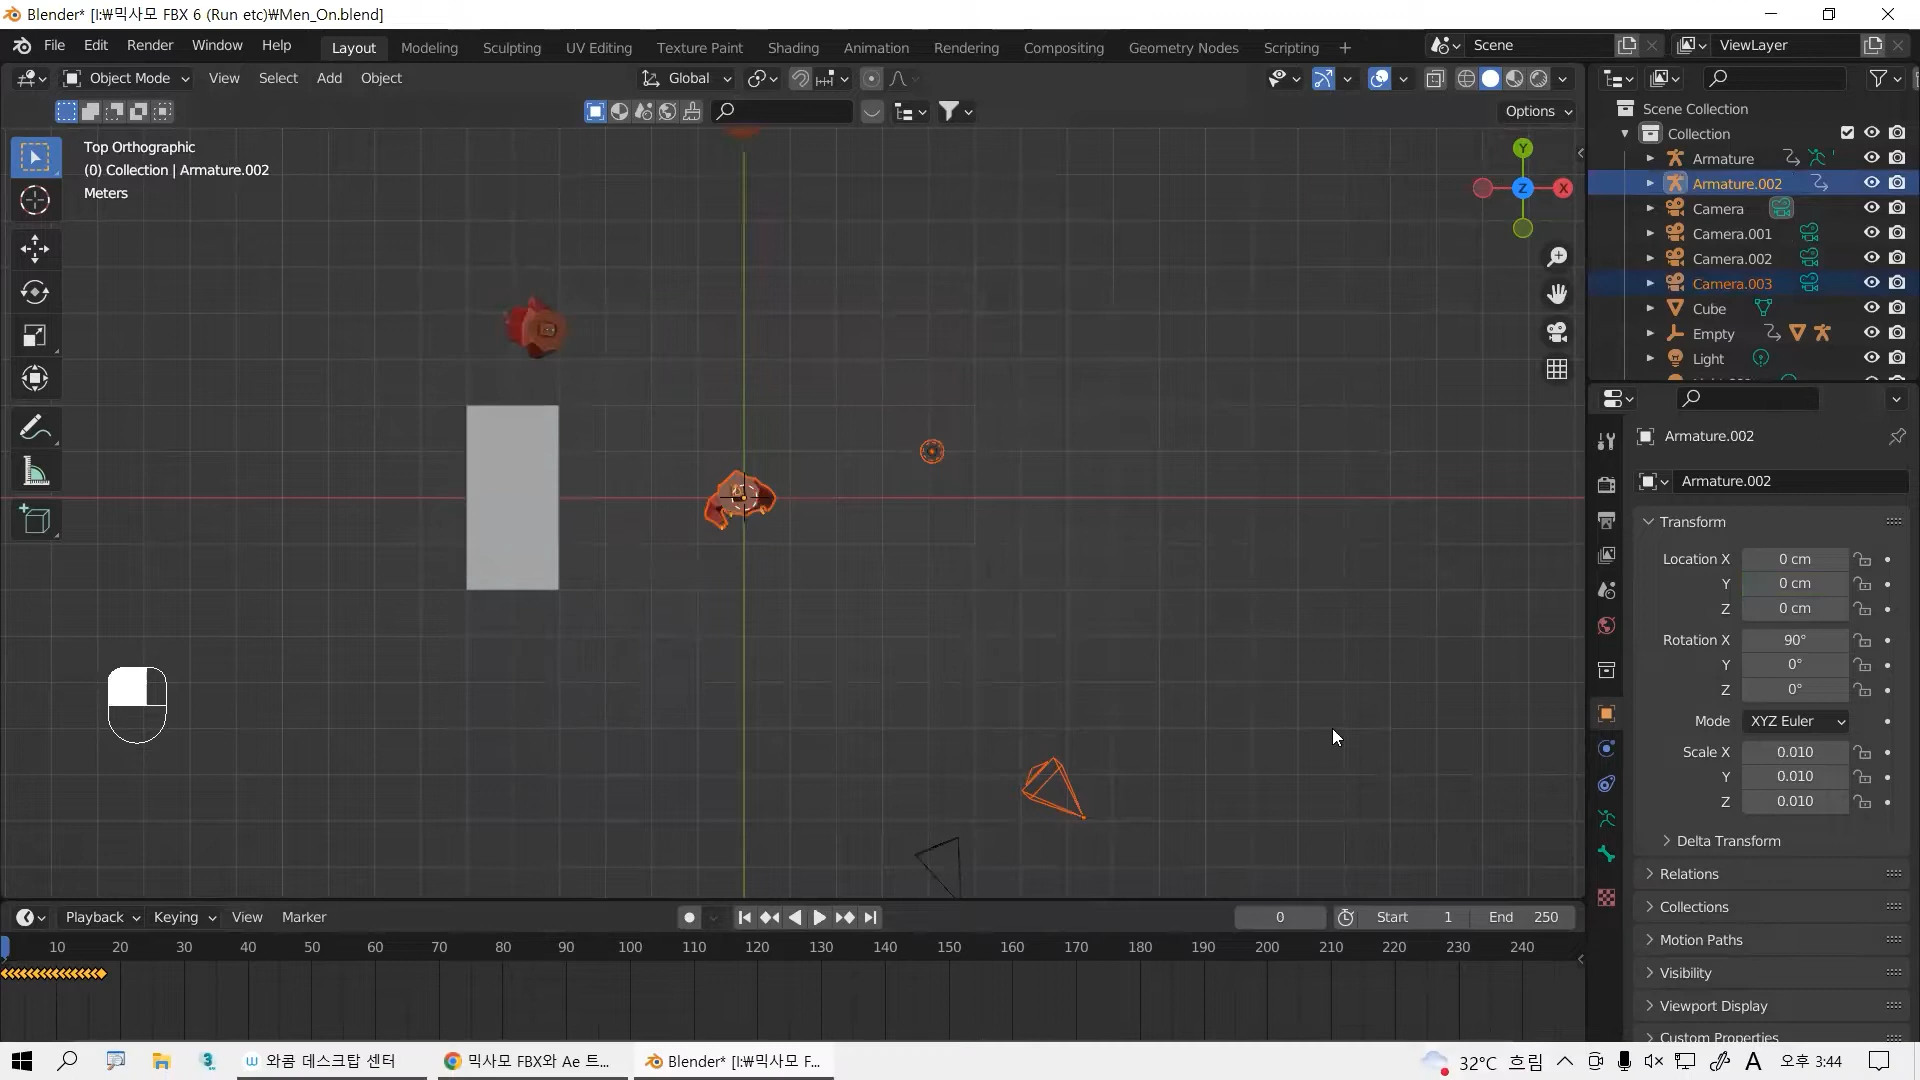 Blender* [I:₩믹사모 FBX 6 (Run etc)₩Men_On.blend]
File Edit Render Window Help Layout Modeling Sculpting UV Editing Texture Paint Shading Animation Rendering Compositing Geometry Nodes Scripting + Scene ViewLayer
Object Mode View Select Add Object Global
Options
Top Orthographic
(0) Collection | Armature.002
Meters
Y
Z X
Scene Collection
Collection
Armature
Armature.002
Camera
Camera.001
Camera.002
Camera.003
Cube
Empty
Light
Armature.002
Armature.002
Transform
Location X 0 cm
Y 0 cm
Z 0 cm
Rotation X 90°
Y 0°
Z 0°
Mode XYZ Euler
Scale X 0.010
Y 0.010
Z 0.010
Delta Transform
Relations
Collections
Motion Paths
Visibility
Viewport Display
Custom Properties
Playback Keying View Marker 0 Start 1 End 250
10 20 30 40 50 60 70 80 90 100 110 120 130 140 150 160 170 180 190 200 210 220 230 240
와콤 데스크탑 센터 믹사모 FBX와 Ae 트... Blender* [I:₩믹사모 F... 32°C 흐림 A 오후 3:44